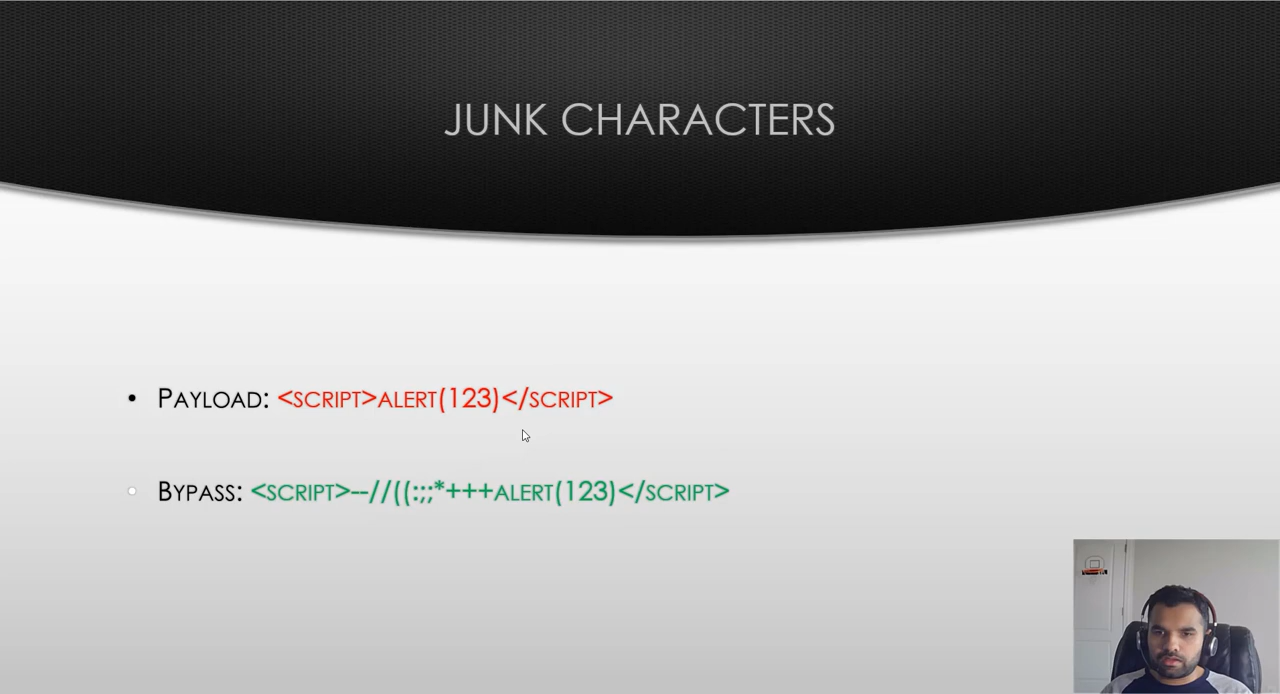 JUNK CHARACTERS
• PAYLOAD: <SCRIPT>ALERT(123)</SCRIPT>
• BYPASS: <SCRIPT>--//((:;;*+++ALERT(123)</SCRIPT>